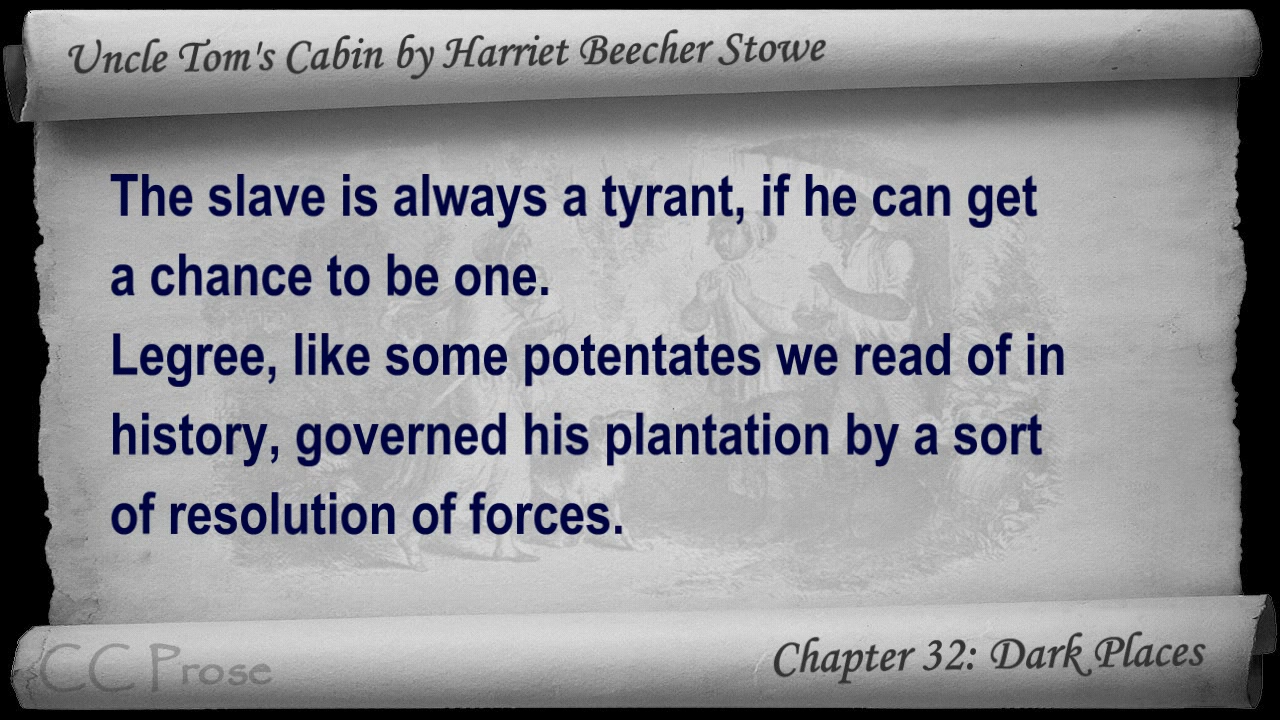 Uncle Tom's Cabin by Harriet Beecher Stowe
The slave is always a tyrant, if he can get
a chance to be one.
Legree, like some potentates we read of in
history, governed his plantation by a sort
of resolution of forces.
CC Prose
Chapter 32: Dark Places